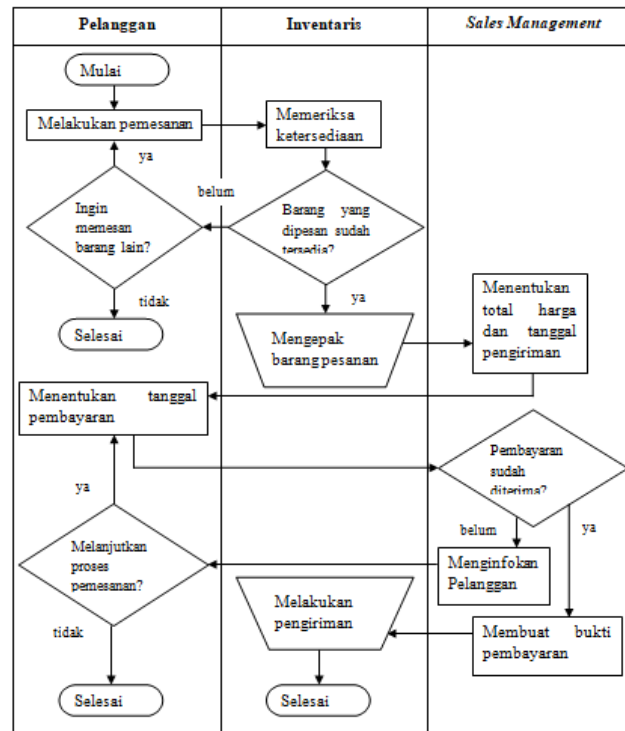 Pelanggan
Inventaris
Sales Management
Mulai
Melakukan pemesanan
Memeriksa
ketersediaan
ya
belum
Ingin
memesan
barang lain?
Barang yang
dipesan sudah
tersedia?
tidak
ya
Selesai
Mengepak
barang pesanan
Menentukan
total harga
dan tanggal
pengiriman
Menentukan tanggal
pembayaran
Pembayaran
sudah
diterima?
ya
belum
ya
Melanjutkan
proses
pemesanan?
Menginfokan
Pelanggan
Melakukan
pengiriman
tidak
Membuat bukti
pembayaran
Selesai
Selesai